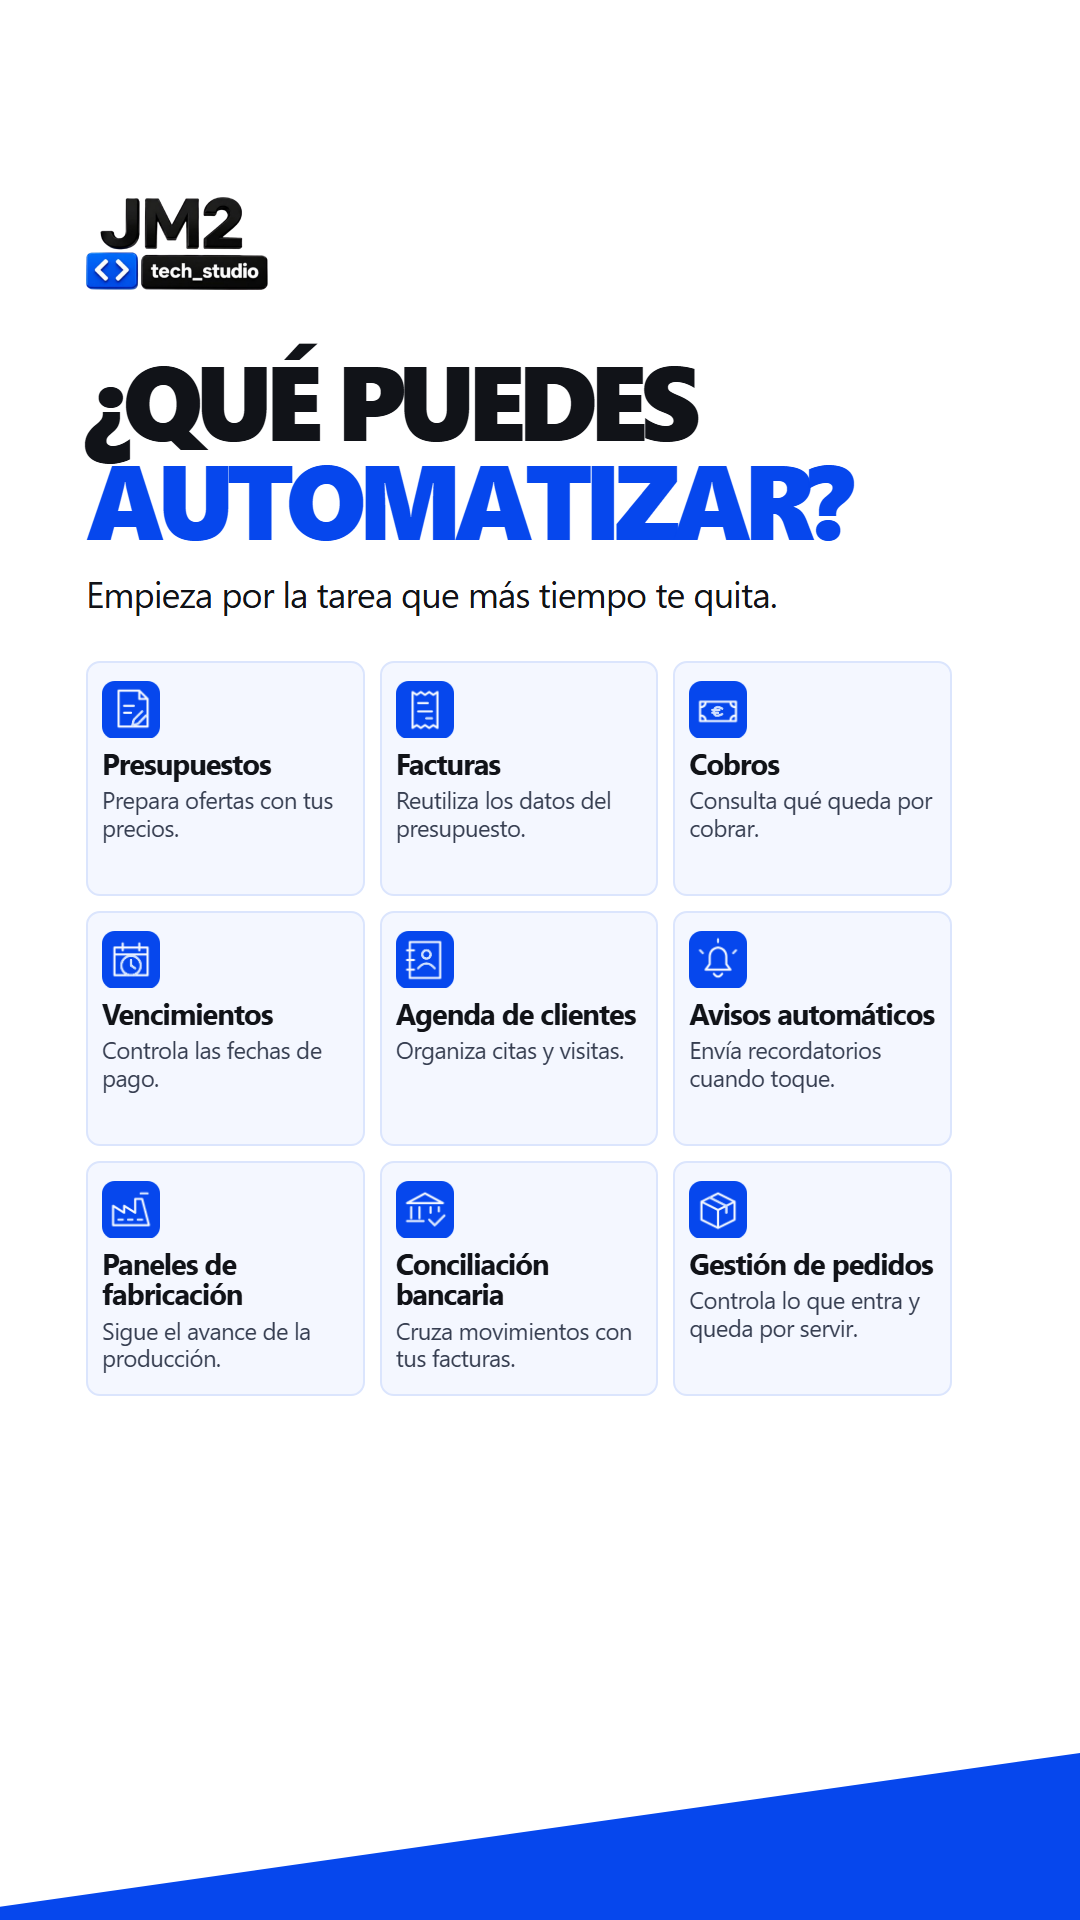 JM2
<> tech_studio
¿QUÉ PUEDES
AUTOMATIZAR?
Empieza por la tarea que más tiempo te quita.
Presupuestos
Prepara ofertas con tus
precios.
Facturas
Reutiliza los datos del
presupuesto.
Cobros
Consulta qué queda por
cobrar.
Vencimientos
Controla las fechas de
pago.
Agenda de clientes
Organiza citas y visitas.
Avisos automáticos
Envía recordatorios
cuando toque.
Paneles de
fabricación
Sigue el avance de la
producción.
Conciliación
bancaria
Cruza movimientos con
tus facturas.
Gestión de pedidos
Controla lo que entra y
queda por servir.